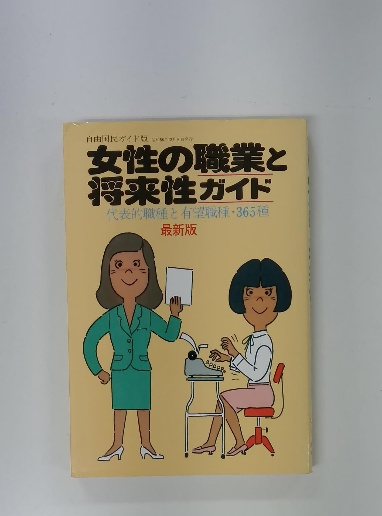 自由国民ガイド版
女性の職業と
将来性ガイド
代表的職種と有望職種・365種
最新版